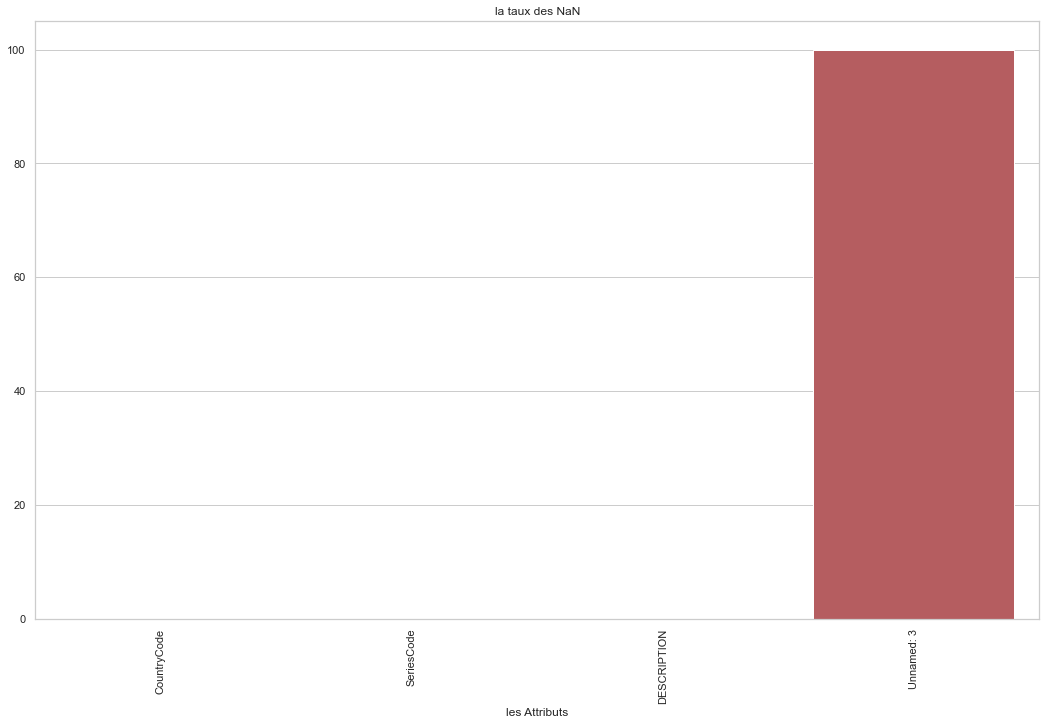 la taux des NaN
100
80
60
40
20
0
CountryCode
SeriesCode
DESCRIPTION
Unnamed: 3
les Attributs